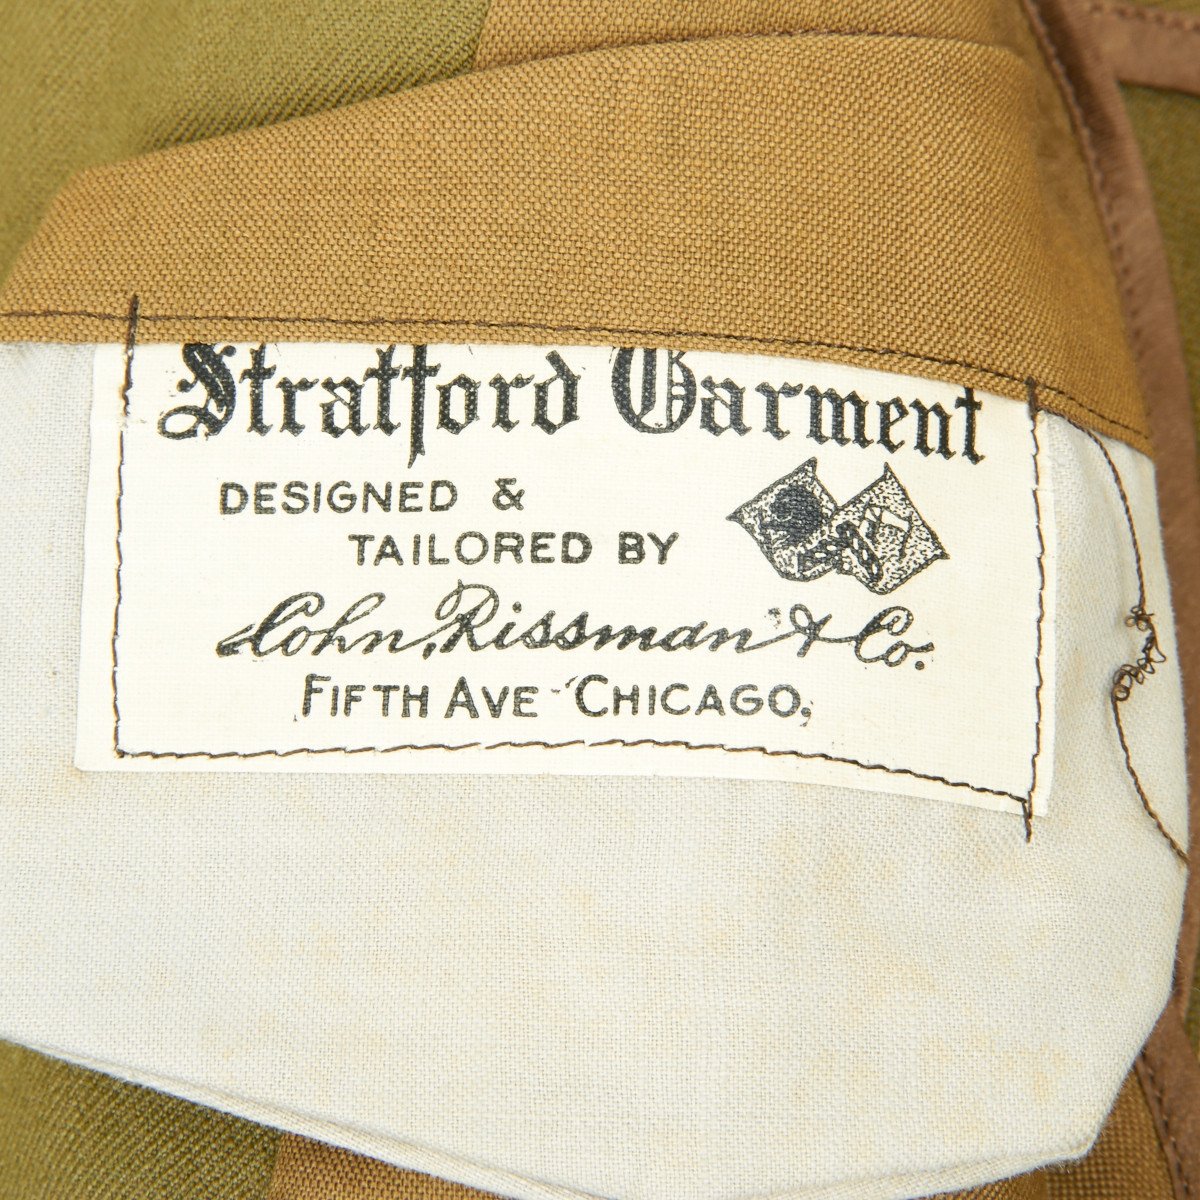 Stratford Garment
DESIGNED &
TAILORED BY
Cohn, Rissman & Co.
FIFTH AVE - CHICAGO.